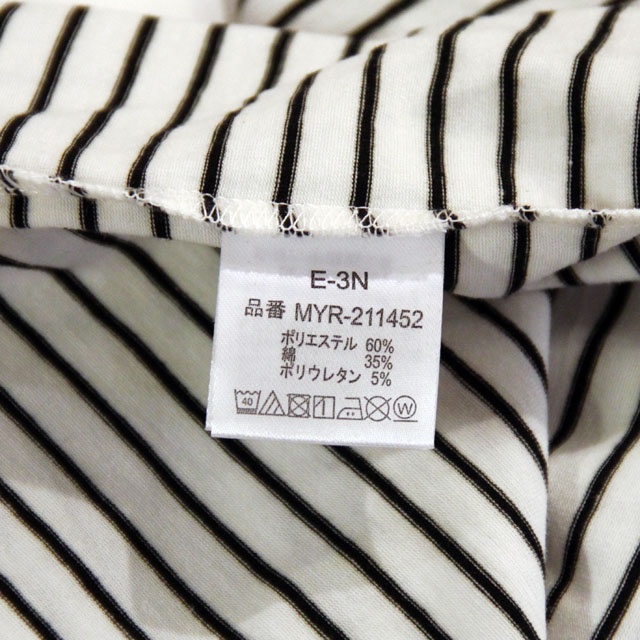 E-3N
品番 MYR-211452
ポリエステル 60%
綿 35%
ポリウレタン 5%
40 W